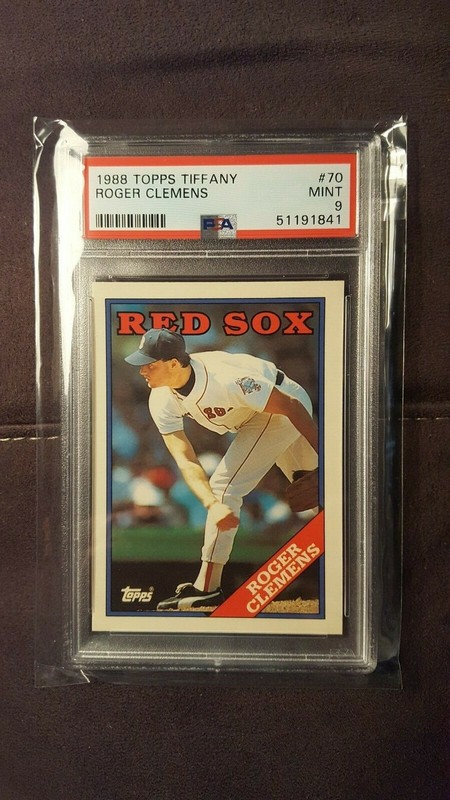 1988 TOPPS TIFFANY #70
ROGER CLEMENS MINT
9
PSA 51191841
RED SOX
ROGER
CLEMENS
topps®